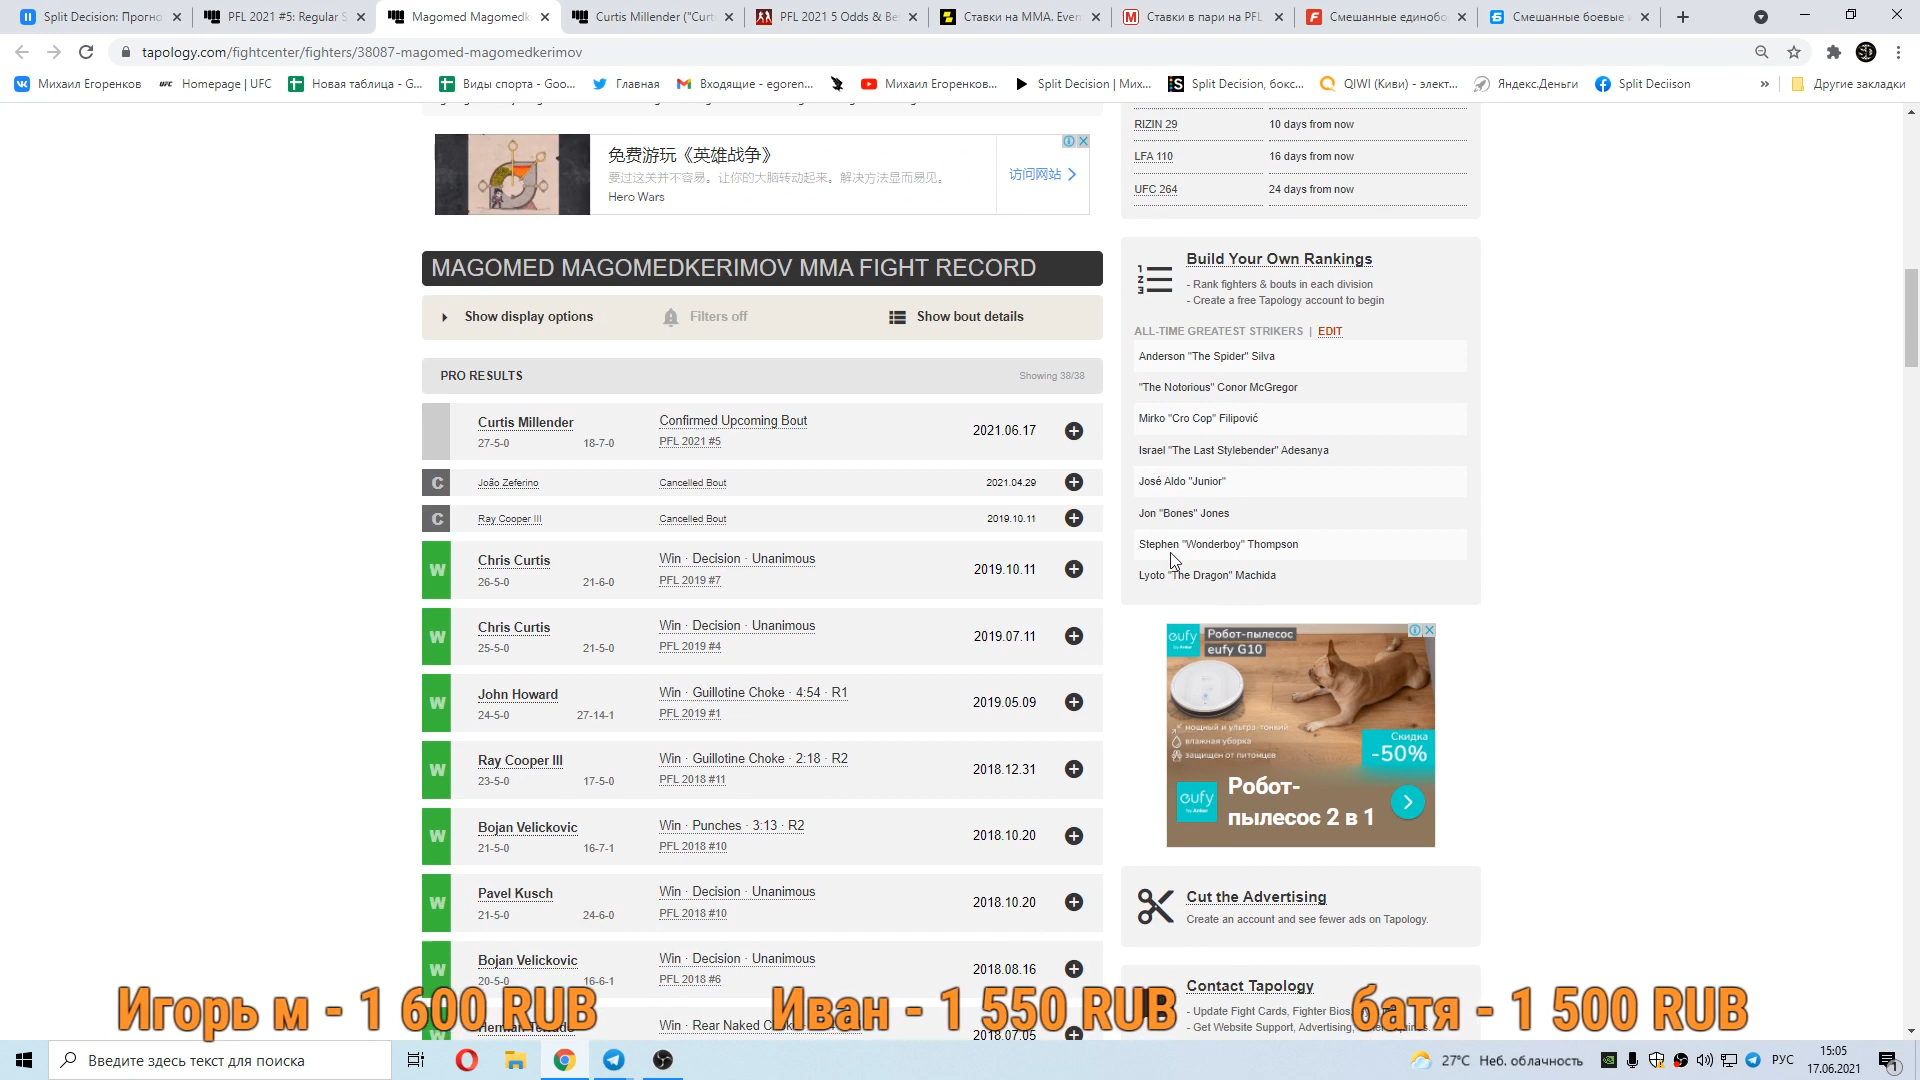 Split Decision: Прогно
PFL 2021 #5: Regular S
Magomed Magomedk
Curtis Millender ("Curt
PFL 2021 5 Odds & Be
Ставки на ММА. Even
Ставки в пари на PFL
Смешанные единобо
Смешанные боевые
tapology.com/fightcenter/fighters/38087-magomed-magomedkerimov
Михаил Егоренков
Homepage | UFC
Новая таблица - G...
Виды спорта - Goo...
Главная
Входящие - egoren...
Михаил Егоренков...
Split Decision | Мих...
Split Decision, бокс...
QIWI (Киви) - элект...
Яндекс.Деньги
Split Deciision
»
Другие закладки
免费游玩《英雄战争》
要过这关并不容易。让你的大脑转动起来。解决方法显而易见。
Hero Wars
访问网站
RIZIN 29 10 days from now
LFA 110 16 days from now
UFC 264 24 days from now
MAGOMED MAGOMEDKERIMOV MMA FIGHT RECORD
Show display options
Filters off
Show bout details
PRO RESULTS
Showing 38/38
Curtis Millender Confirmed Upcoming Bout
27-5-0 18-7-0 PFL 2021 #5 2021.06.17
C João Zeferino Cancelled Bout 2021.04.29
C Ray Cooper III Cancelled Bout 2019.10.11
W Chris Curtis Win · Decision · Unanimous
26-5-0 21-6-0 PFL 2019 #7 2019.10.11
W Chris Curtis Win · Decision · Unanimous
25-5-0 21-5-0 PFL 2019 #4 2019.07.11
W John Howard Win · Guillotine Choke · 4:54 · R1
24-5-0 27-14-1 PFL 2019 #1 2019.05.09
W Ray Cooper III Win · Guillotine Choke · 2:18 · R2
23-5-0 17-5-0 PFL 2018 #11 2018.12.31
W Bojan Velickovic Win · Punches · 3:13 · R2
21-5-0 16-7-1 PFL 2018 #10 2018.10.20
W Pavel Kusch Win · Decision · Unanimous
21-5-0 24-6-0 PFL 2018 #10 2018.10.20
W Bojan Velickovic Win · Decision · Unanimous
20-5-0 16-6-1 PFL 2018 #6 2018.08.16
Win · Rear Naked 2018.07.05
Build Your Own Rankings
- Rank fighters & bouts in each division
- Create a free Tapology account to begin
ALL-TIME GREATEST STRIKERS | EDIT
Anderson "The Spider" Silva
"The Notorious" Conor McGregor
Mirko "Cro Cop" Filipović
Israel "The Last Stylebender" Adesanya
José Aldo "Junior"
Jon "Bones" Jones
Stephen "Wonderboy" Thompson
Lyoto "The Dragon" Machida
eufy Робот-пылесос
eufy G10
мощный и ультра-тонкий
влажная уборка
защищен от питомцев
Скидка
-50%
eufy
by Anker
Робот-
пылесос 2 в 1
Cut the Advertising
Create an account and see fewer ads on Tapology.
Contact Tapology
- Update Fight Cards, Fighter Bios,
- Get Website Support, Advertising,
Игорь м - 1 600 RUB
Иван - 1 550 RUB
батя - 1 500 RUB
Введите здесь текст для поиска
27°C Неб. облачность
РУС
15:05
17.06.2021
1